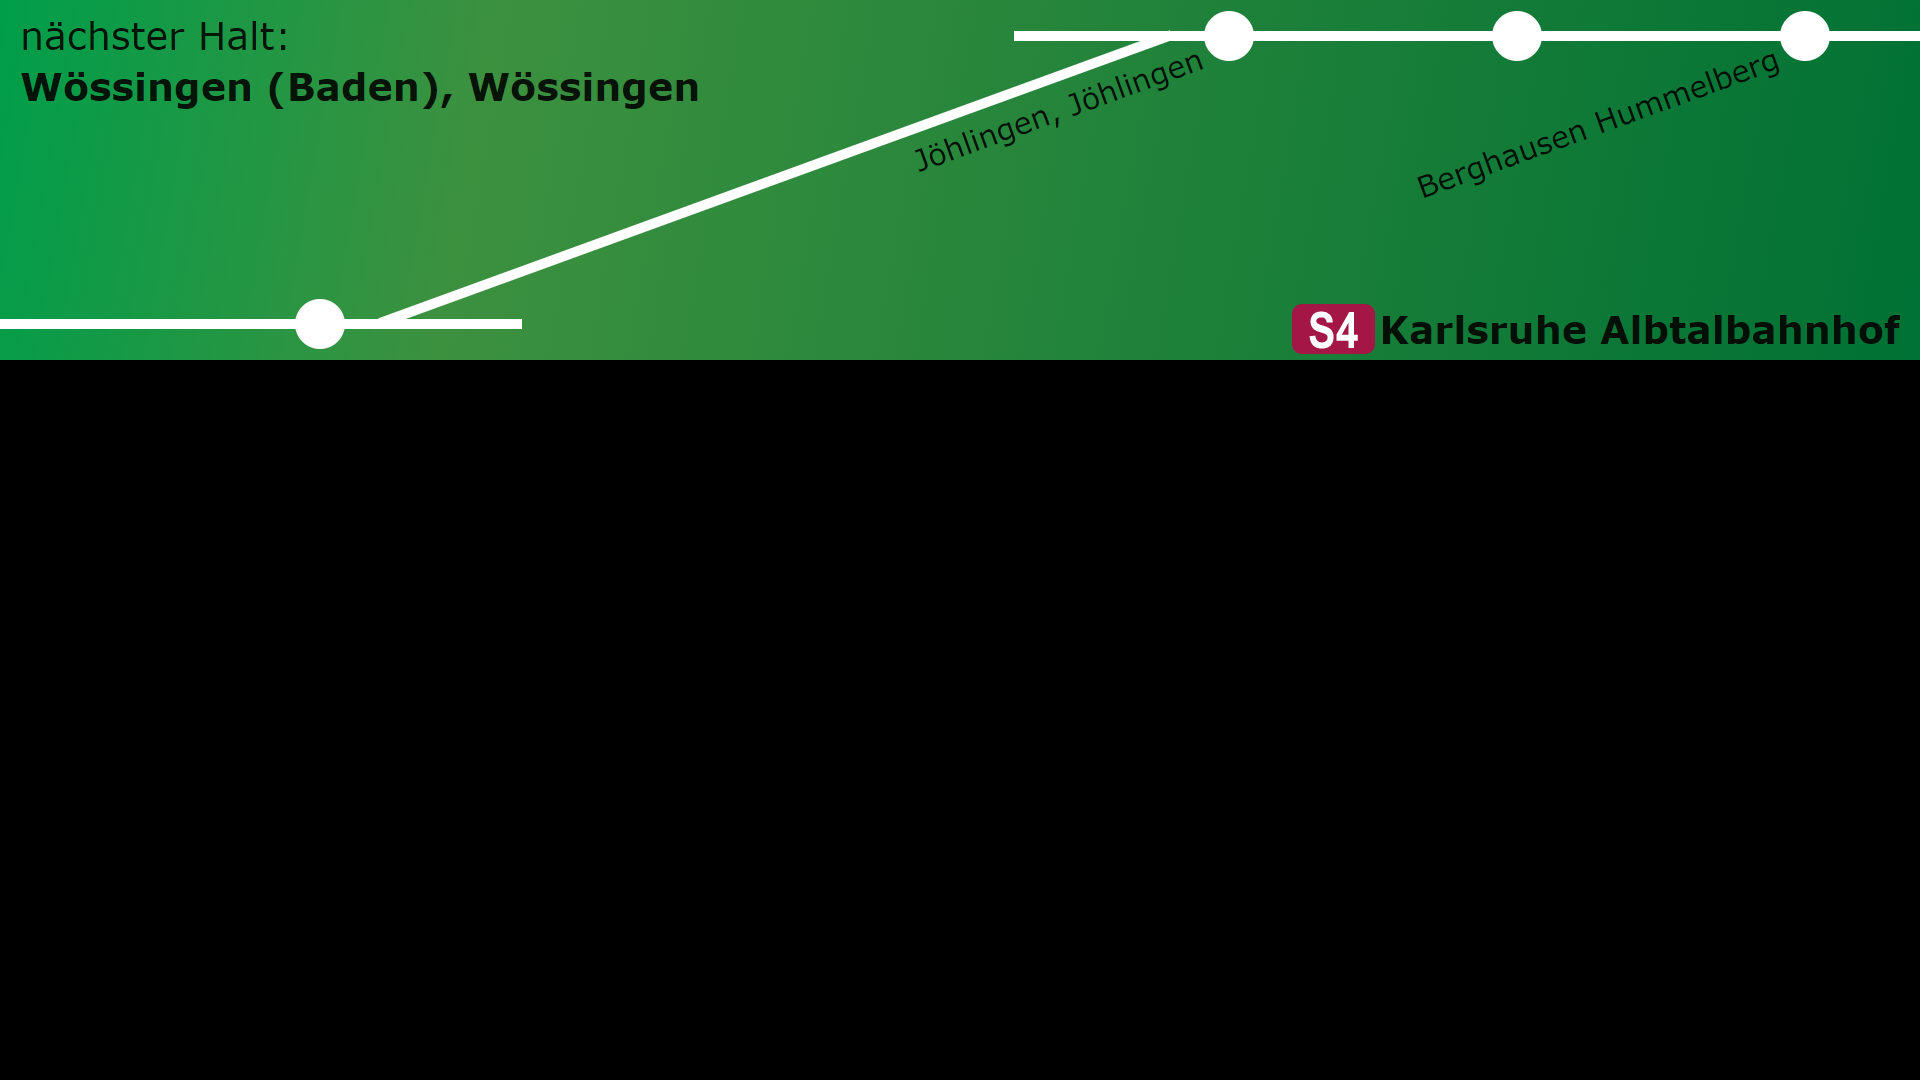 nächster Halt:
Wössingen (Baden), Wössingen
Jöhlingen, Jöhlingen
Berghausen Hummelberg
S4 Karlsruhe Albtalbahnhof